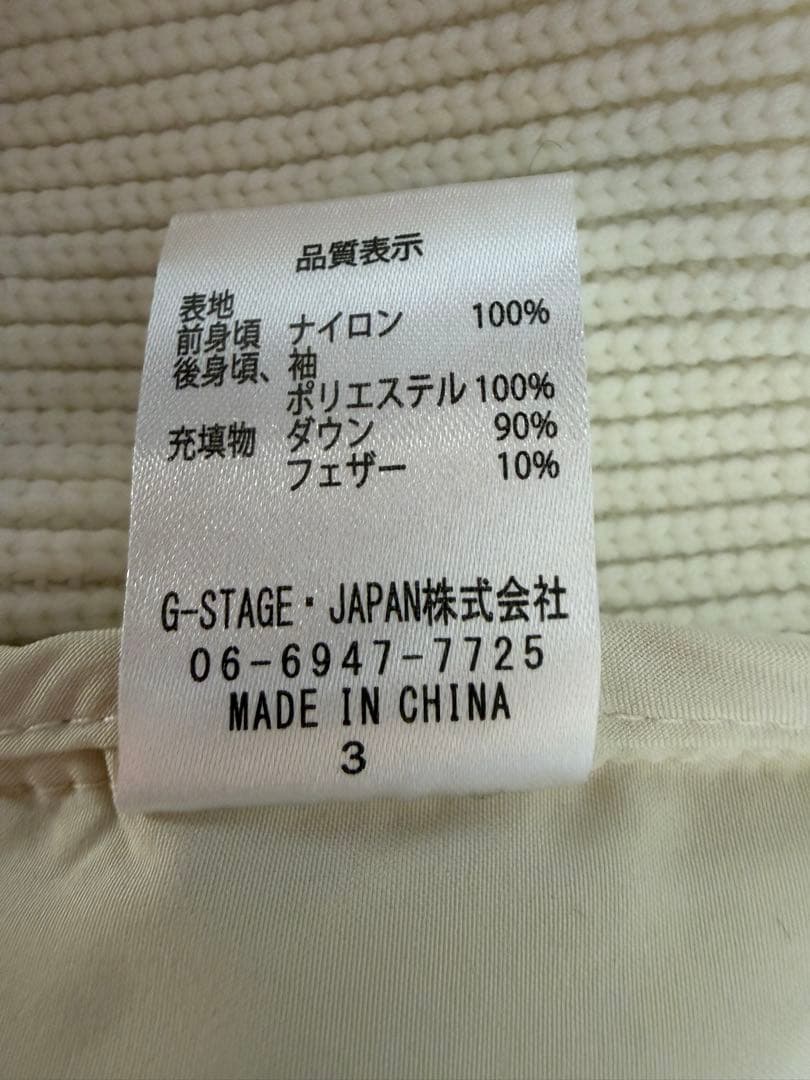 品質表示
表地
前身頃 ナイロン 100%
後身頃、袖
ポリエステル 100%
充填物 ダウン 90%
フェザー 10%
G-STAGE・JAPAN株式会社
06-6947-7725
MADE IN CHINA
3